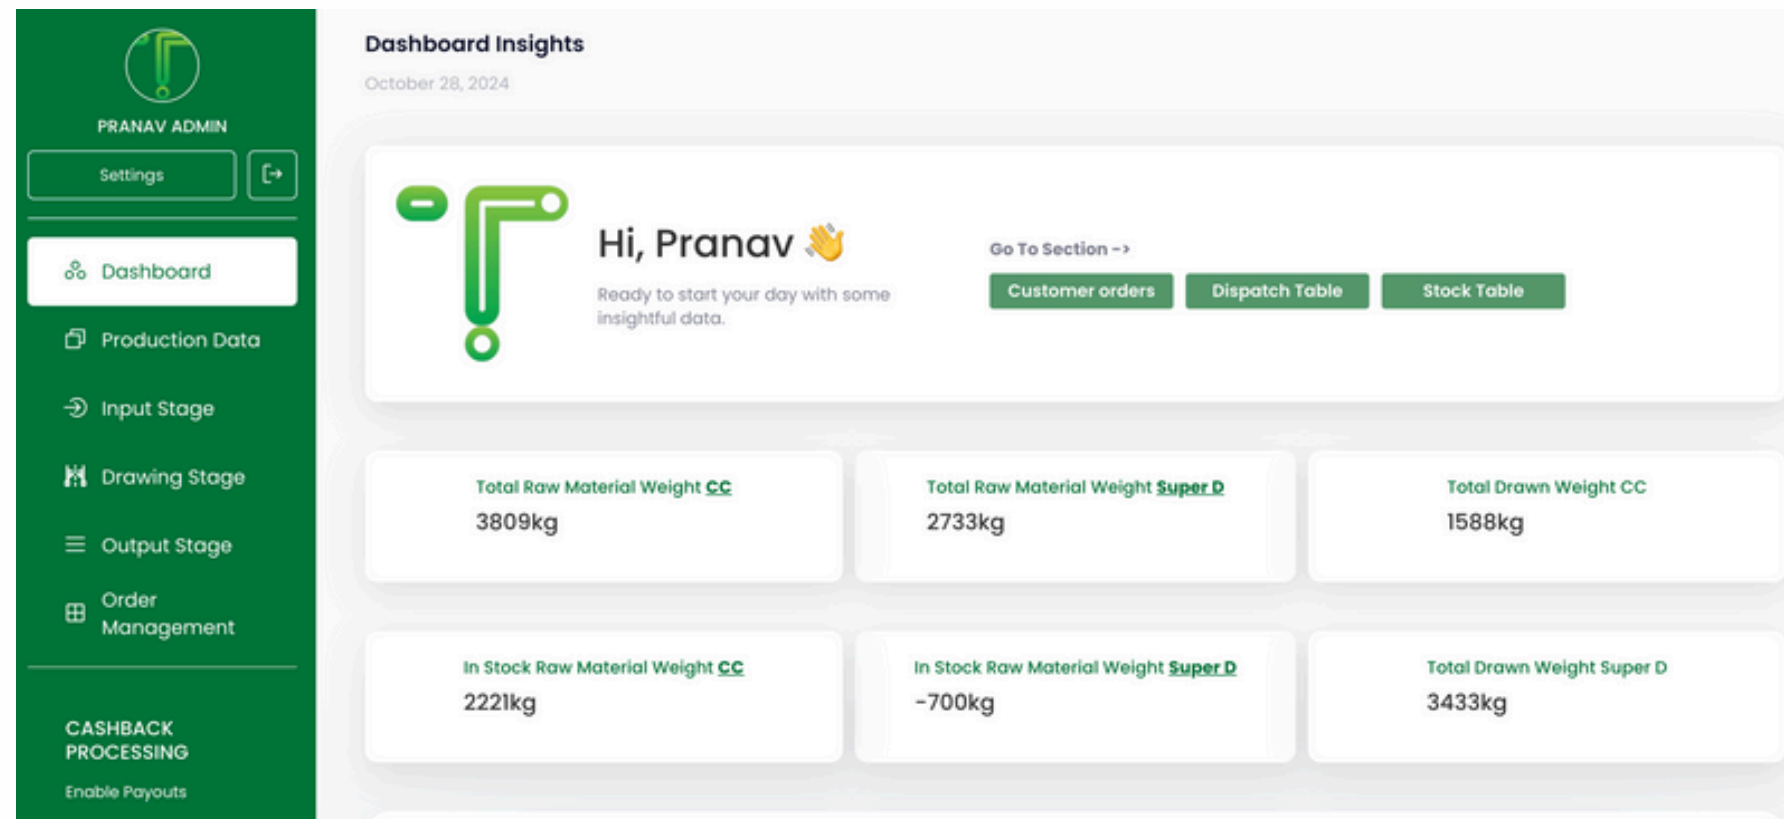 PRANAV ADMIN
Settings
Dashboard
Production Data
Input Stage
Drawing Stage
Output Stage
Order
Management
CASHBACK
PROCESSING
Enable Payouts
Dashboard Insights
October 28, 2024
Hi, Pranav 👋
Ready to start your day with some
insightful data.
Go To Section ->
Customer orders
Dispatch Table
Stock Table
Total Raw Material Weight CC
3809kg
Total Raw Material Weight Super D
2733kg
Total Drawn Weight CC
1588kg
In Stock Raw Material Weight CC
2221kg
In Stock Raw Material Weight Super D
-700kg
Total Drawn Weight Super D
3433kg